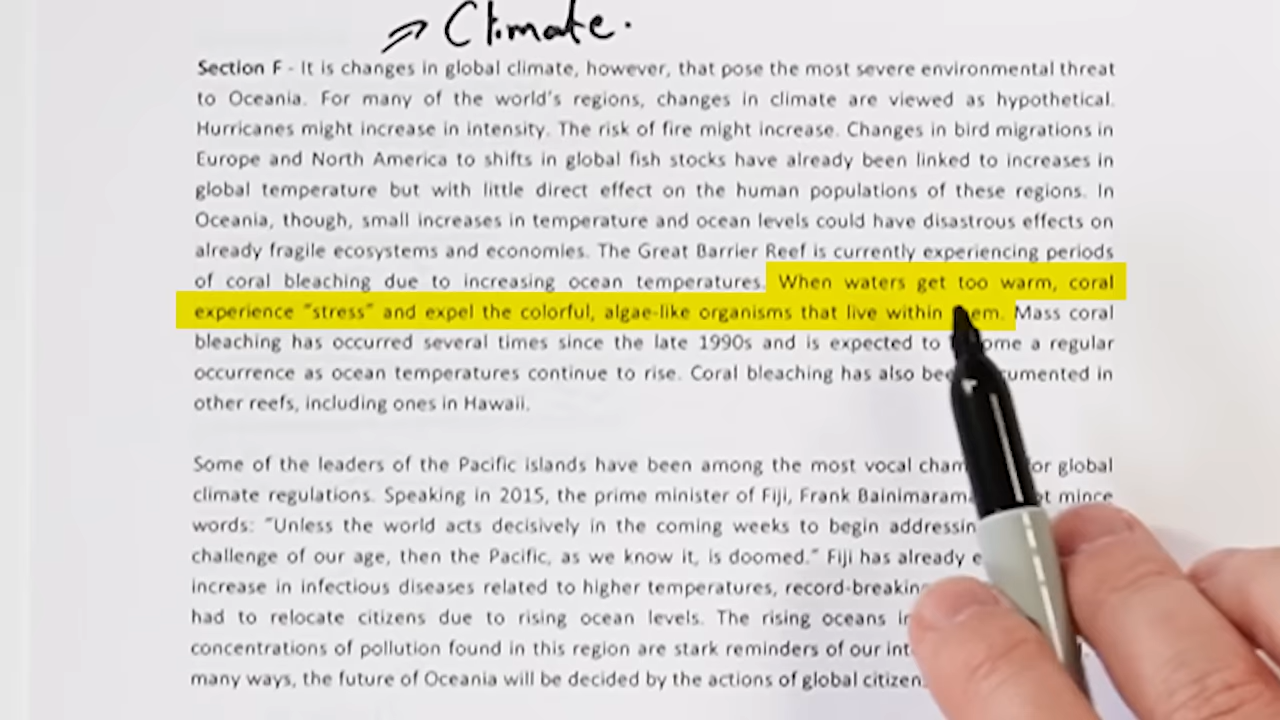 ⇒ Climate.
Section F - It is changes in global climate, however, that pose the most severe environmental threat
to Oceania. For many of the world's regions, changes in climate are viewed as hypothetical.
Hurricanes might increase in intensity. The risk of fire might increase. Changes in bird migrations in
Europe and North America to shifts in global fish stocks have already been linked to increases in
global temperature but with little direct effect on the human populations of these regions. In
Oceania, though, small increases in temperature and ocean levels could have disastrous effects on
already fragile ecosystems and economies. The Great Barrier Reef is currently experiencing periods
of coral bleaching due to increasing ocean temperatures. When waters get too warm, coral
experience "stress" and expel the colorful, algae-like organisms that live within Mass coral
bleaching has occurred several times since the late 1990s and is expected to a regular
occurrence as ocean temperatures continue to rise. Coral bleaching has also in
other reefs, including ones in Hawaii.
Some of the leaders of the Pacific islands have been among the most vocal global
climate regulations. Speaking in 2015, the prime minister of Fiji, Frank mince
words: "Unless the world acts decisively in the coming weeks to begin
challenge of our age, then the Pacific, as we know it, is doomed." Fiji has already
increase in infectious diseases related to higher temperatures,
had to relocate citizens due to rising ocean levels. The rising oceans
concentrations of pollution found in this region are stark reminders of our
many ways, the future of Oceania will be decided by the actions of global